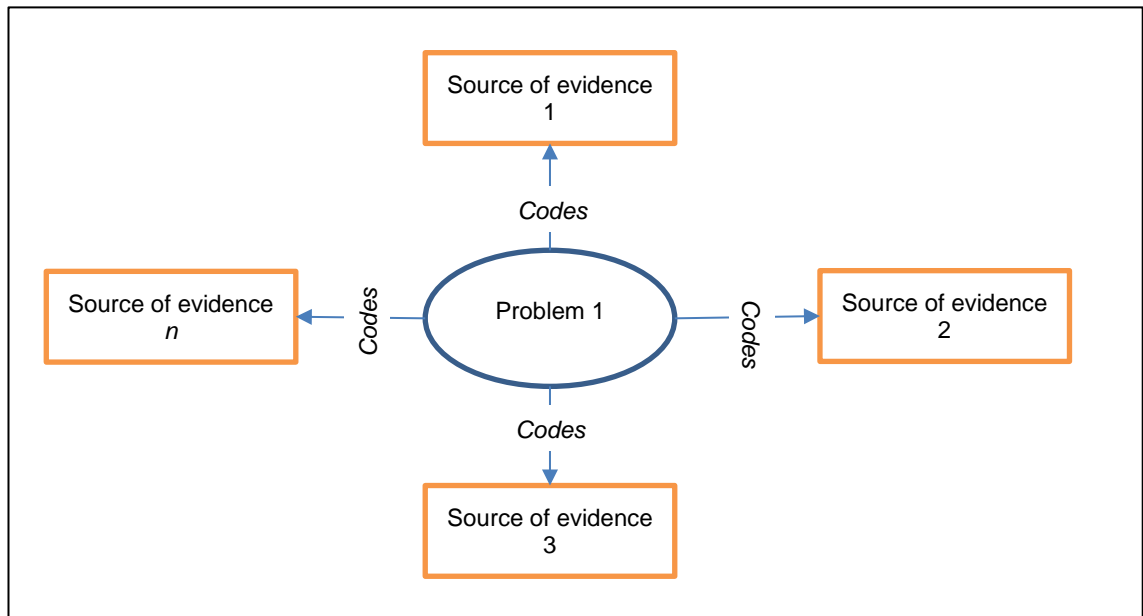 Source of evidence
1
Codes
Source of evidence
n
Codes
Problem 1
Codes
Source of evidence
2
Codes
Source of evidence
3